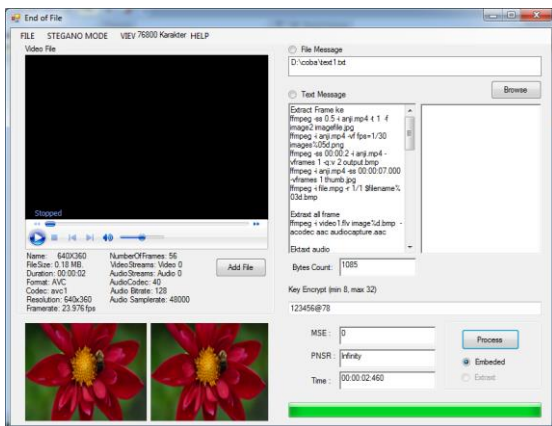 End of File
FILE STEGANO MODE VIEV 76800 Karakter HELP
Video File
Stopped
Name: 640X360
FileSize: 0.18 MB.
Duration: 00:00:02
Format: AVC
Codec: avc1
Resolution: 640x360
Framerate: 23.976 fps
NumberOfFrames: 56
VideoStreams: Video 0
AudioStreams: Audio 0
AudioCodec: 40
Audio Bitrate: 128
Audio Samplerate: 48000
Add File
File Message
D:\coba\text1.txt
Browse
Text Message
Extract Frame ke
ffmpeg -ss 0.5 -i anji.mp4 -t 1 -f
image2 imagefile.jpg
ffmpeg -i anji.mp4 -vf fps=1/30
images%05d.png
ffmpeg -ss 00:00:2 -i anji.mp4 -
vframes 1 -q:v 2 output.bmp
ffmpeg -i anji.mp4 -ss 00:00:07.000
-vframes 1 thumb.jpg
ffmpeg -i file.mpg -r 1/1 $filename%
03d.bmp
Extraxt all frame
ffmpeg -i video1.flv image%d.bmp -
acodec aac audiocapture.aac
Ektaxt audio
Bytes Count: 1085
Key Encrypt (min 8, max 32)
123456@78
MSE : 0
PNSR : Infinity
Time : 00:00:02:460
Process
Embeded
Extraxt